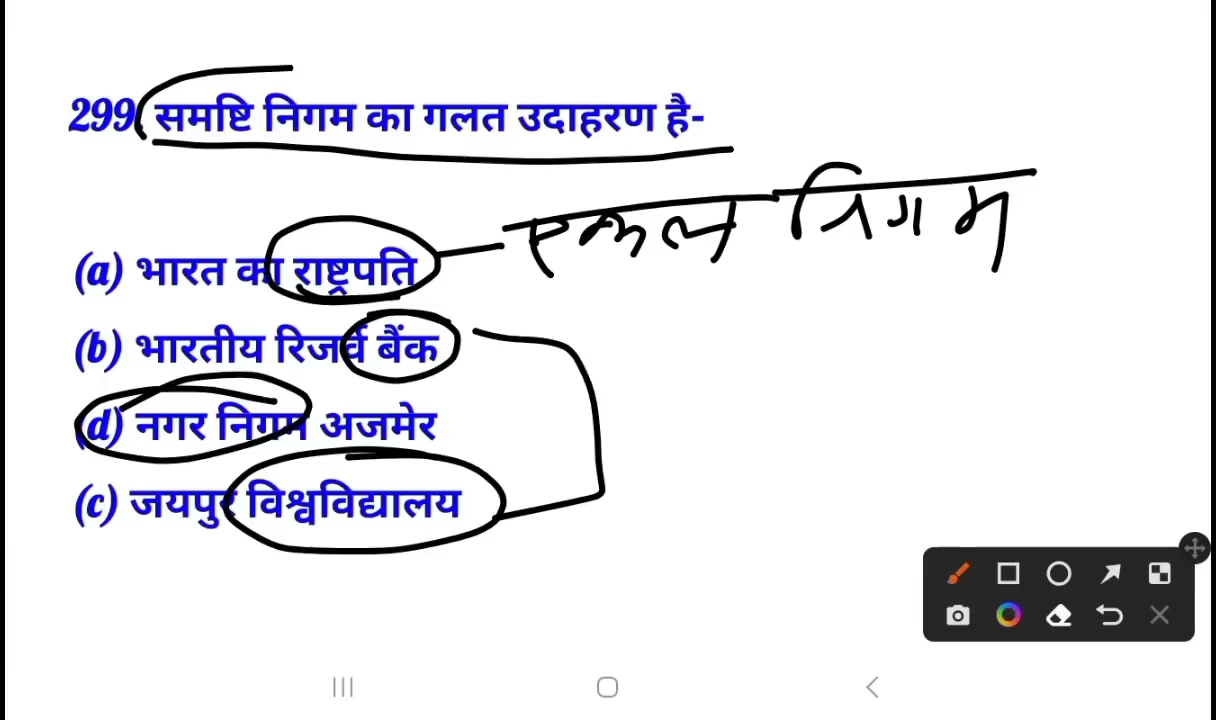 299. समष्टि निगम का गलत उदाहरण है-
(a) भारत का राष्ट्रपति
एकल निगम
(b) भारतीय रिजर्व बैंक
(d) नगर निगम अजमेर
(c) जयपुर विश्वविद्यालय